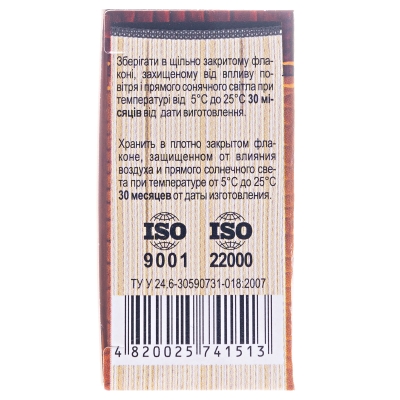 Зберігати в щільно закритому фла-
коні, захищеному від впливу по-
вітря і прямого сонячного світла при
температурі від 5°C до 25°C 30 мі-
сяців від дати виготовлення.
Хранить в плотно закрытом фла-
коне, защищенном от влияния
воздуха и прямого солнечного све-
та при температуре от 5°C до 25°C
30 месяцев от даты изготовления.
ISO ISO
9001 22000
ТУ У 24.6-30590731-018:2007
4 820025 741513